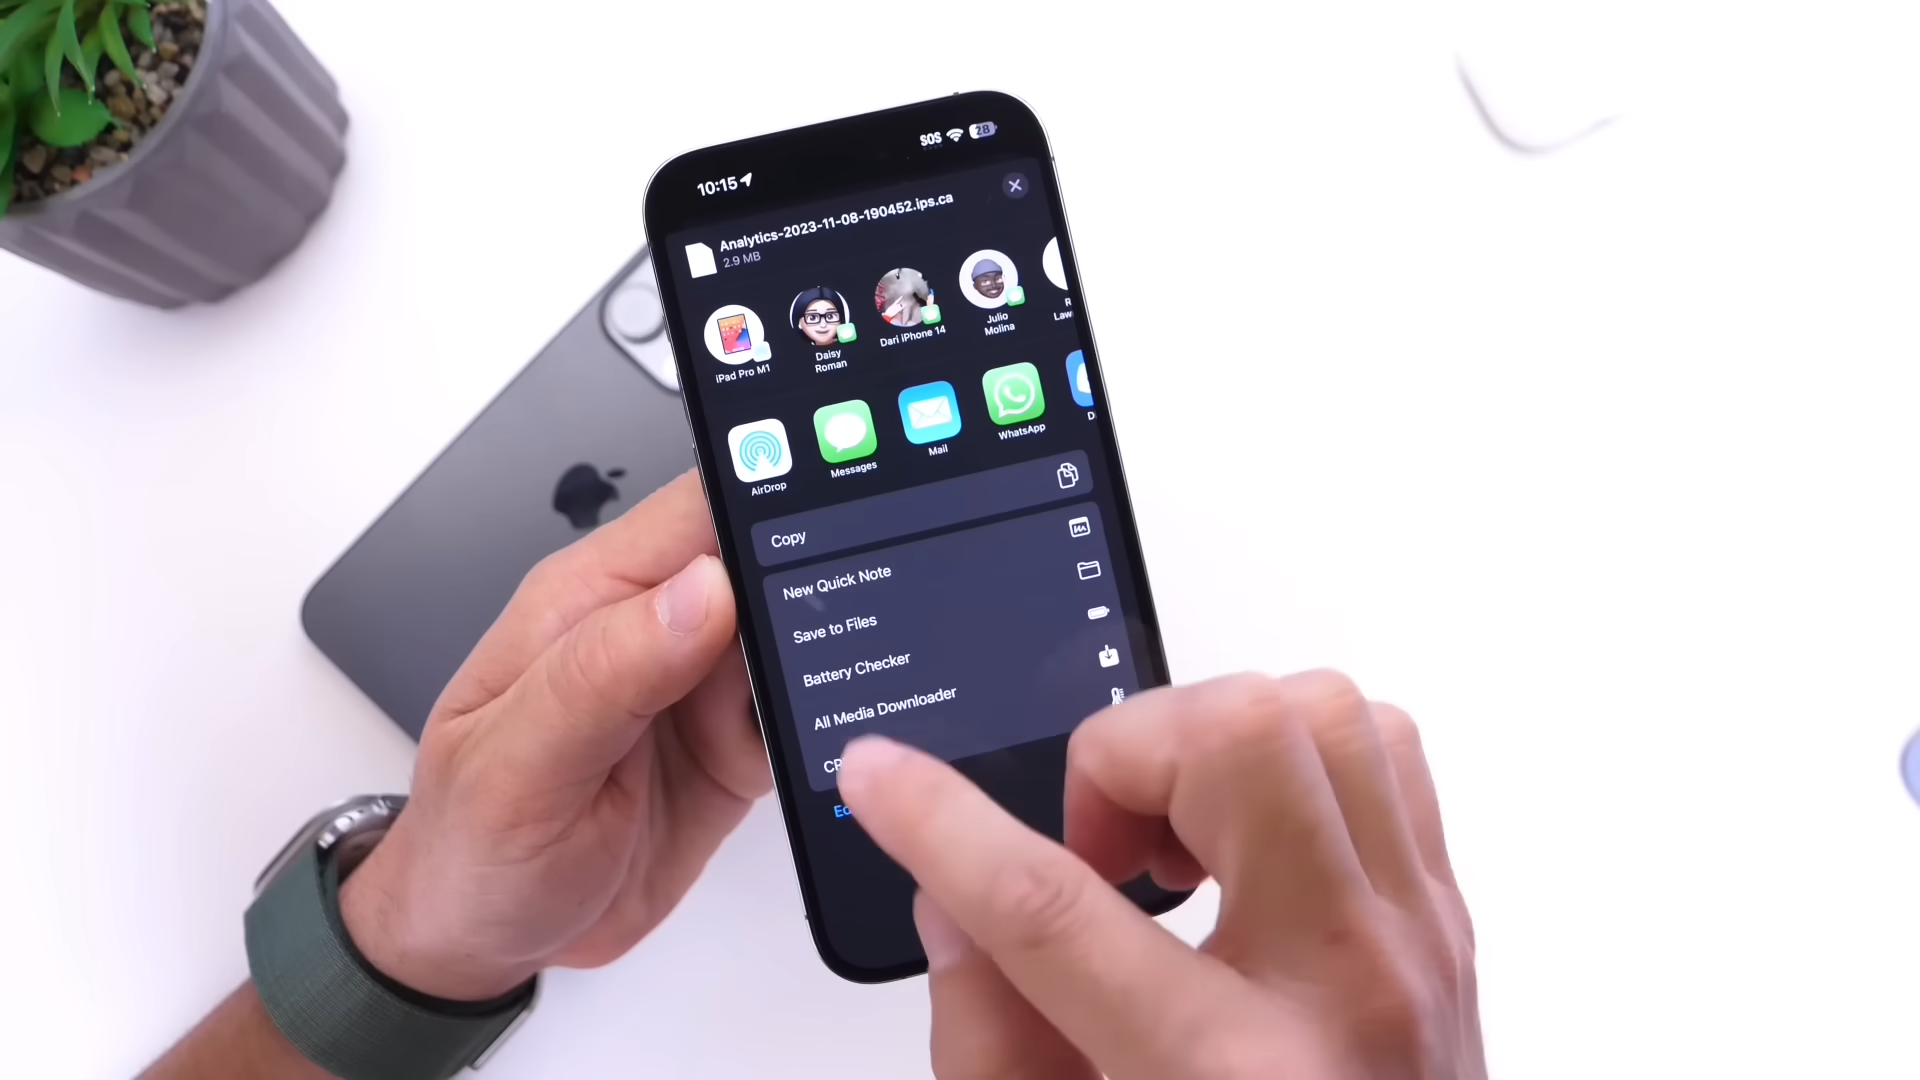 10:15
SOS
28
Analytics-2023-11-08-190452.ips.ca
2.9 MB
iPad Pro M1
Daisy
Roman
Dari iPhone 14
Julio
Molina
AirDrop
Messages
Mail
WhatsApp
Copy
New Quick Note
Save to Files
Battery Checker
All Media Downloader